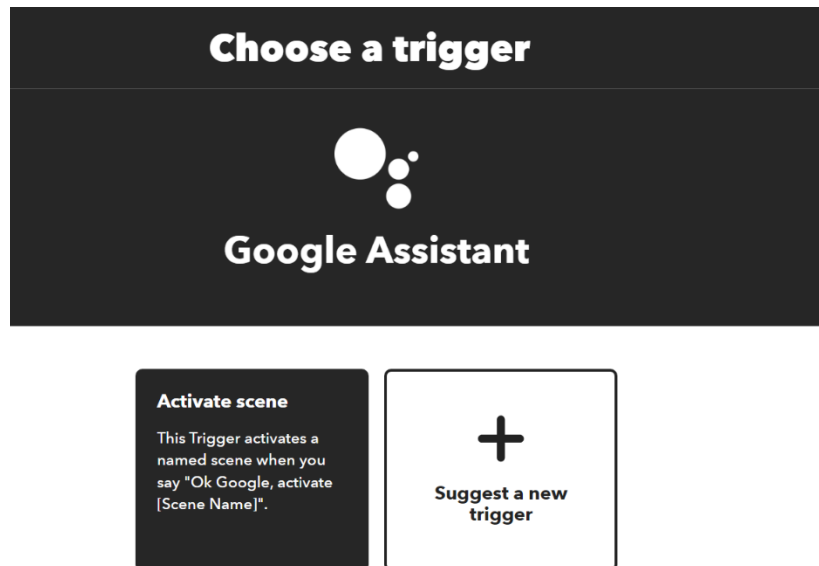 Choose a trigger
Google Assistant
Activate scene
This Trigger activates a
named scene when you
say "Ok Google, activate
[Scene Name]".
Suggest a new
trigger